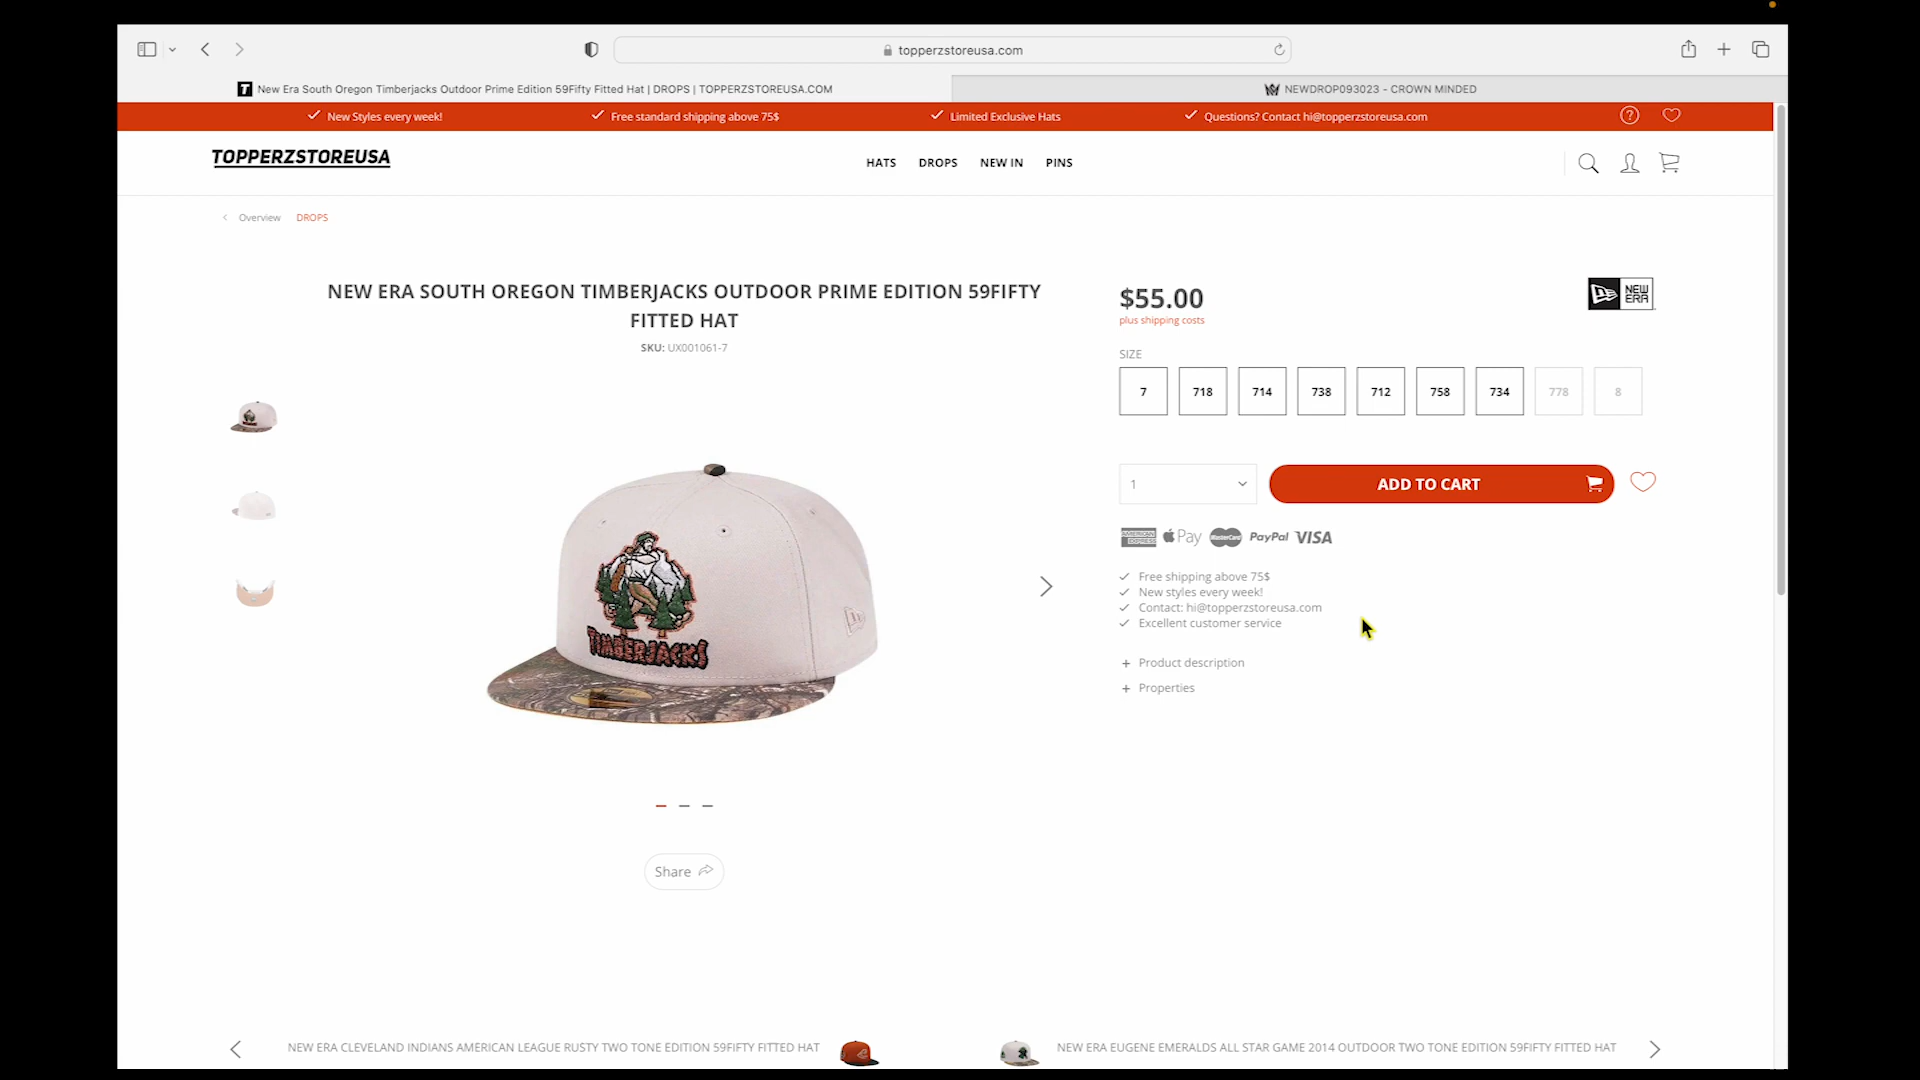 topperzstoreusa.com
New Era South Oregon Timberjacks Outdoor Prime Edition 59Fifty Fitted Hat | DROPS | TOPPERZSTOREUSA.COM
NEWDROP093023 - CROWN MINDED
New Styles every week!
Free standard shipping above 75$
Limited Exclusive Hats
Questions? Contact hi@topperzstoreusa.com
TOPPERZSTOREUSA
HATS
DROPS
NEW IN
PINS
Overview
DROPS
NEW ERA SOUTH OREGON TIMBERJACKS OUTDOOR PRIME EDITION 59FIFTY
FITTED HAT
SKU: UX001061-7
TIMBERJACKS
$55.00
plus shipping costs
NEW
ERA
SIZE
7
718
714
738
712
758
734
778
8
1
ADD TO CART
AMERICAN
EXPRESS
Pay
MasterCard
PayPal
VISA
Free shipping above 75$
New styles every week!
Contact: hi@topperzstoreusa.com
Excellent customer service
+ Product description
+ Properties
Share
NEW ERA CLEVELAND INDIANS AMERICAN LEAGUE RUSTY TWO TONE EDITION 59FIFTY FITTED HAT
NEW ERA EUGENE EMERALDS ALL STAR GAME 2014 OUTDOOR TWO TONE EDITION 59FIFTY FITTED HAT